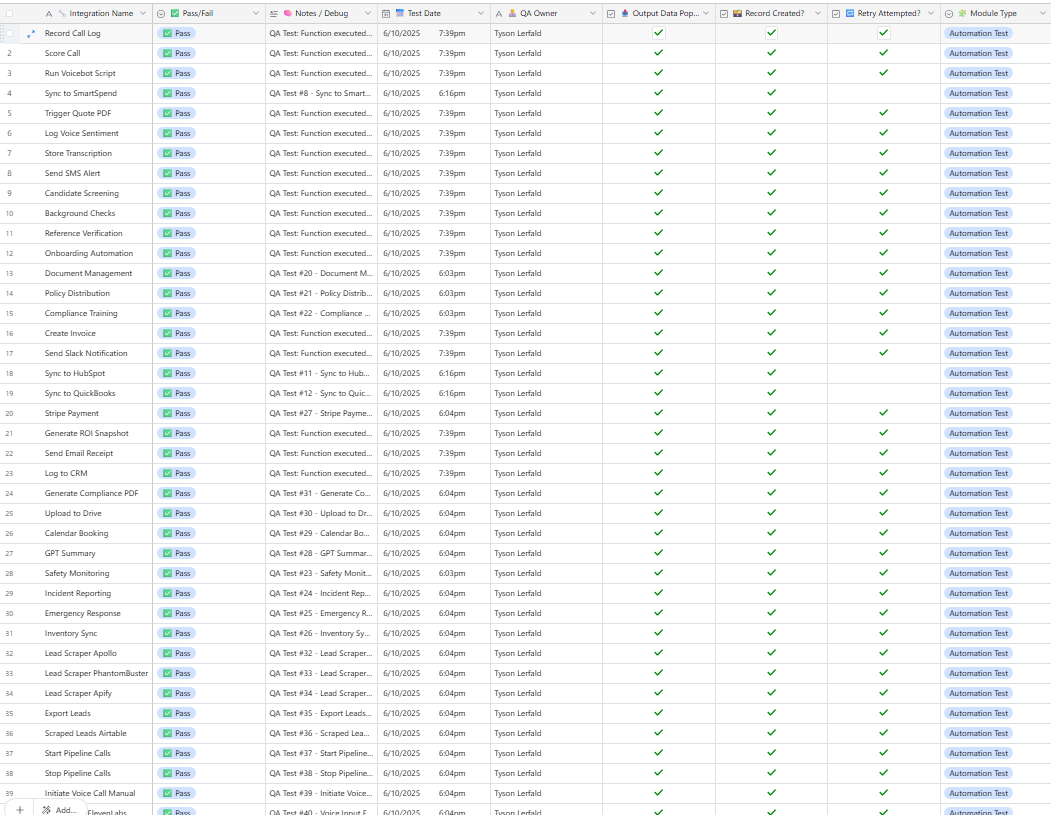 Integration Name Pass/Fail Notes / Debug Test Date QA Owner Output Data Pop... Record Created? Retry Attempted? Module Type
Record Call Log Pass QA Test: Function executed... 6/10/2025 7:39pm Tyson Lerfald Automation Test
2 Score Call Pass QA Test: Function executed... 6/10/2025 7:39pm Tyson Lerfald Automation Test
3 Run Voicebot Script Pass QA Test: Function executed... 6/10/2025 7:39pm Tyson Lerfald Automation Test
4 Sync to SmartSpend Pass QA Test #8 - Sync to Smart... 6/10/2025 6:16pm Tyson Lerfald Automation Test
5 Trigger Quote PDF Pass QA Test: Function executed... 6/10/2025 7:39pm Tyson Lerfald Automation Test
6 Log Voice Sentiment Pass QA Test: Function executed... 6/10/2025 7:39pm Tyson Lerfald Automation Test
7 Store Transcription Pass QA Test: Function executed... 6/10/2025 7:39pm Tyson Lerfald Automation Test
8 Send SMS Alert Pass QA Test: Function executed... 6/10/2025 7:39pm Tyson Lerfald Automation Test
9 Candidate Screening Pass QA Test: Function executed... 6/10/2025 7:39pm Tyson Lerfald Automation Test
10 Background Checks Pass QA Test: Function executed... 6/10/2025 7:39pm Tyson Lerfald Automation Test
11 Reference Verification Pass QA Test: Function executed... 6/10/2025 7:39pm Tyson Lerfald Automation Test
12 Onboarding Automation Pass QA Test: Function executed... 6/10/2025 7:39pm Tyson Lerfald Automation Test
13 Document Management Pass QA Test #20 - Document M... 6/10/2025 6:03pm Tyson Lerfald Automation Test
14 Policy Distribution Pass QA Test #21 - Policy Distrib... 6/10/2025 6:03pm Tyson Lerfald Automation Test
15 Compliance Training Pass QA Test #22 - Compliance ... 6/10/2025 6:03pm Tyson Lerfald Automation Test
16 Create Invoice Pass QA Test: Function executed... 6/10/2025 7:39pm Tyson Lerfald Automation Test
17 Send Slack Notification Pass QA Test: Function executed... 6/10/2025 7:39pm Tyson Lerfald Automation Test
18 Sync to HubSpot Pass QA Test #11 - Sync to Hub... 6/10/2025 6:16pm Tyson Lerfald Automation Test
19 Sync to QuickBooks Pass QA Test #12 - Sync to Quic... 6/10/2025 6:16pm Tyson Lerfald Automation Test
20 Stripe Payment Pass QA Test #27 - Stripe Payme... 6/10/2025 6:04pm Tyson Lerfald Automation Test
21 Generate ROI Snapshot Pass QA Test: Function executed... 6/10/2025 7:39pm Tyson Lerfald Automation Test
22 Send Email Receipt Pass QA Test: Function executed... 6/10/2025 7:39pm Tyson Lerfald Automation Test
23 Log to CRM Pass QA Test: Function executed... 6/10/2025 7:39pm Tyson Lerfald Automation Test
24 Generate Compliance PDF Pass QA Test #31 - Generate Co... 6/10/2025 6:04pm Tyson Lerfald Automation Test
25 Upload to Drive Pass QA Test #30 - Upload to Dr... 6/10/2025 6:04pm Tyson Lerfald Automation Test
26 Calendar Booking Pass QA Test #29 - Calendar Bo... 6/10/2025 6:04pm Tyson Lerfald Automation Test
27 GPT Summary Pass QA Test #28 - GPT Summar... 6/10/2025 6:04pm Tyson Lerfald Automation Test
28 Safety Monitoring Pass QA Test #23 - Safety Monit... 6/10/2025 6:03pm Tyson Lerfald Automation Test
29 Incident Reporting Pass QA Test #24 - Incident Rep... 6/10/2025 6:04pm Tyson Lerfald Automation Test
30 Emergency Response Pass QA Test #25 - Emergency R... 6/10/2025 6:04pm Tyson Lerfald Automation Test
31 Inventory Sync Pass QA Test #26 - Inventory Sy... 6/10/2025 6:04pm Tyson Lerfald Automation Test
32 Lead Scraper Apollo Pass QA Test #32 - Lead Scraper... 6/10/2025 6:04pm Tyson Lerfald Automation Test
33 Lead Scraper PhantomBuster Pass QA Test #33 - Lead Scraper... 6/10/2025 6:04pm Tyson Lerfald Automation Test
34 Lead Scraper Apify Pass QA Test #34 - Lead Scraper... 6/10/2025 6:04pm Tyson Lerfald Automation Test
35 Export Leads Pass QA Test #35 - Export Leads... 6/10/2025 6:04pm Tyson Lerfald Automation Test
36 Scraped Leads Airtable Pass QA Test #36 - Scraped Lea... 6/10/2025 6:04pm Tyson Lerfald Automation Test
37 Start Pipeline Calls Pass QA Test #37 - Start Pipeline... 6/10/2025 6:04pm Tyson Lerfald Automation Test
38 Stop Pipeline Calls Pass QA Test #38 - Stop Pipeline... 6/10/2025 6:04pm Tyson Lerfald Automation Test
39 Initiate Voice Call Manual Pass QA Test #39 - Initiate Voice... 6/10/2025 6:04pm Tyson Lerfald Automation Test
Add... ElevenLabs Pass QA Test #40 - Voice Input E... 6/10/2025 6:04pm Tyson Lerfald Automation Test